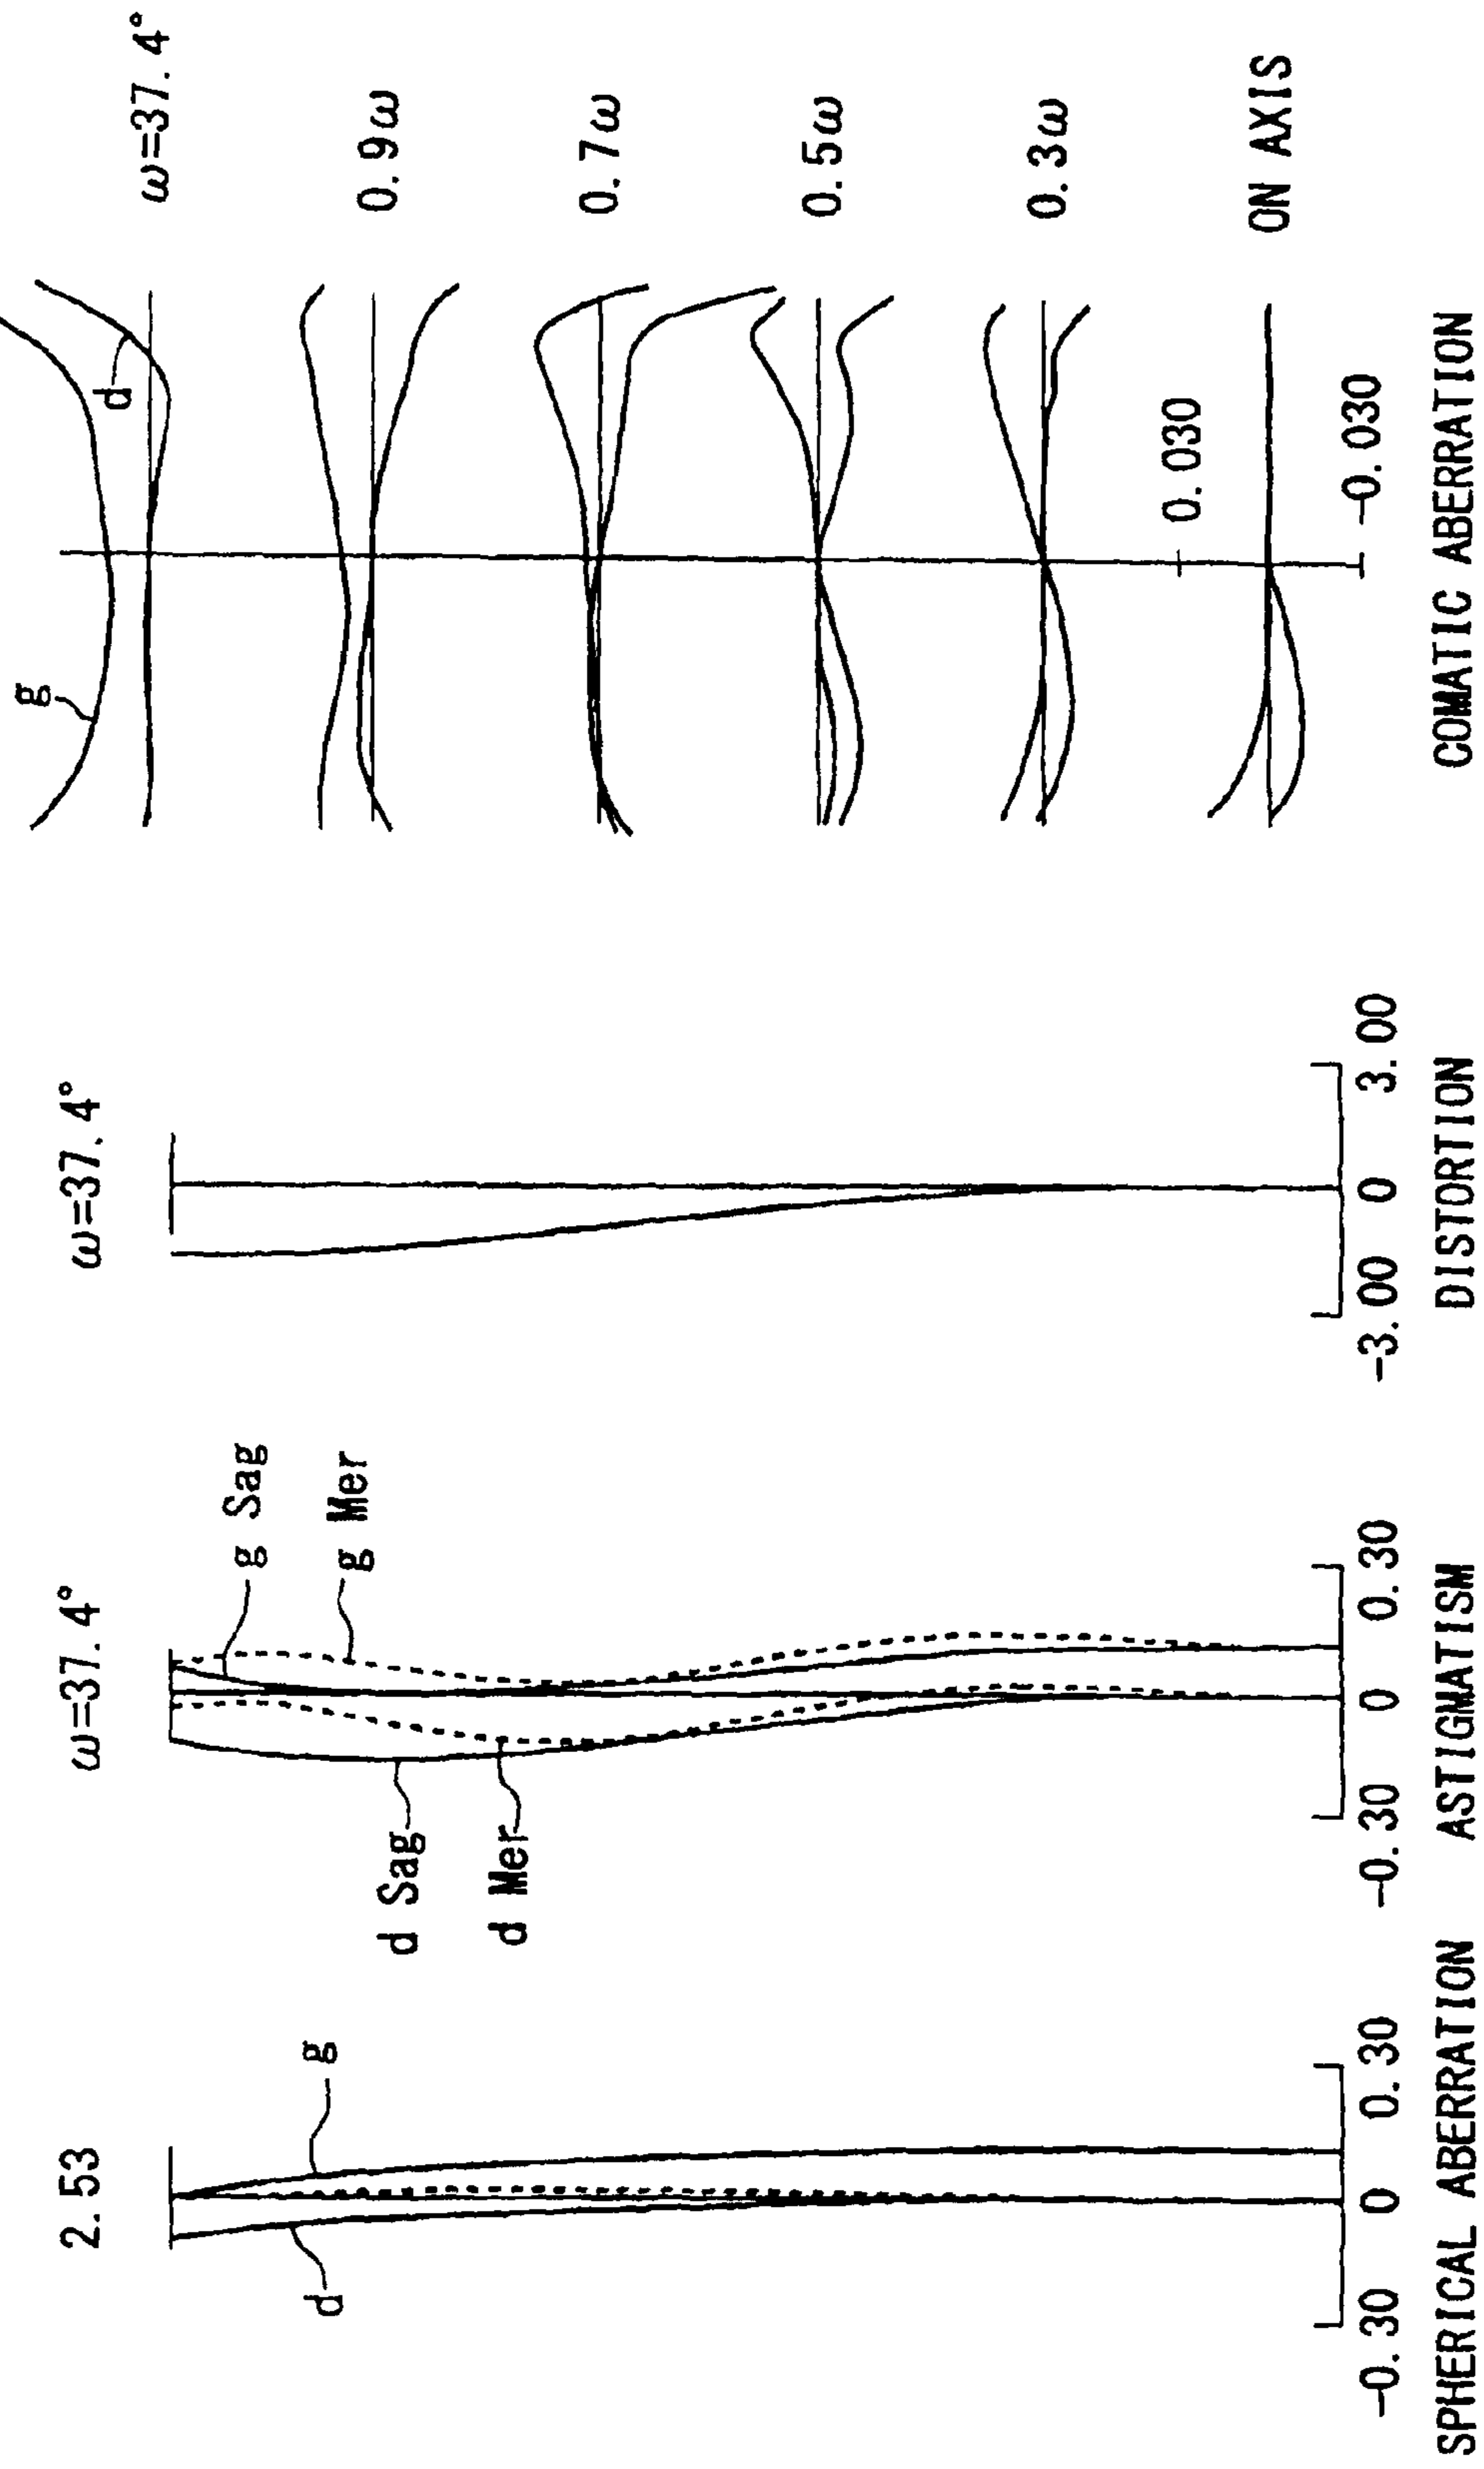 SPHERICAL ABERRATION
2.53
d
g
-0.30
0
0.30
ASTIGMATISM
ω=37.4°
g Sag
g Mer
d Sag
d Mer
-0.30
0
0.30
DISTORTION
ω=37.4°
-3.00
0
3.00
COMATIC ABERRATION
g
d
ω=37.4°
0.9ω
0.7ω
0.5ω
0.3ω
0.030
ON AXIS
-0.030